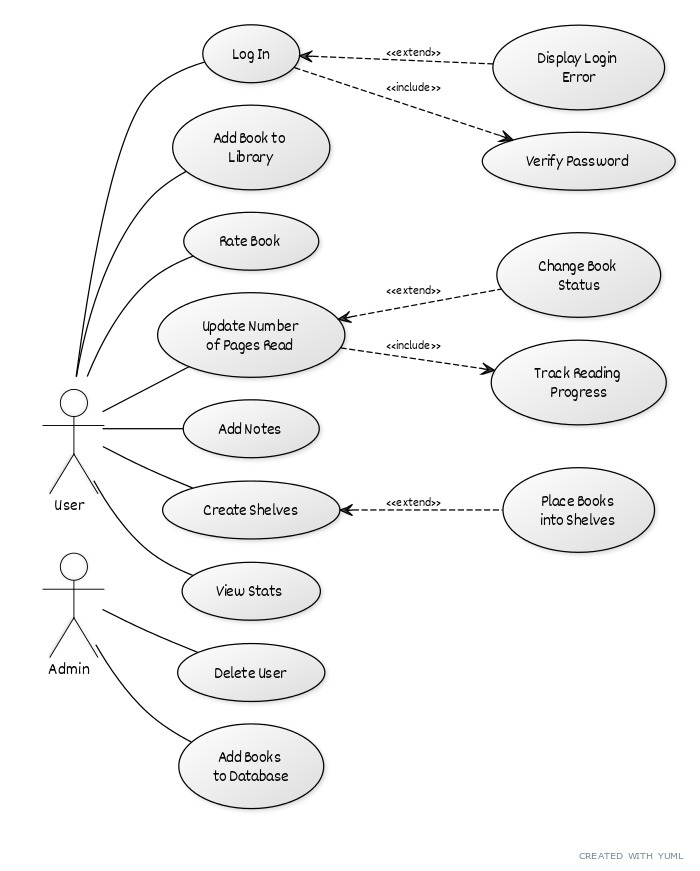 Log In
<<extend>>
Display Login
Error
<<include>>
Verify Password
Add Book to
Library
Rate Book
Update Number
of Pages Read
<<extend>>
Change Book
Status
<<include>>
Track Reading
Progress
Add Notes
User
Create Shelves
<<extend>>
Place Books
into Shelves
View Stats
Admin
Delete User
Add Books
to Database
CREATED WITH YUML